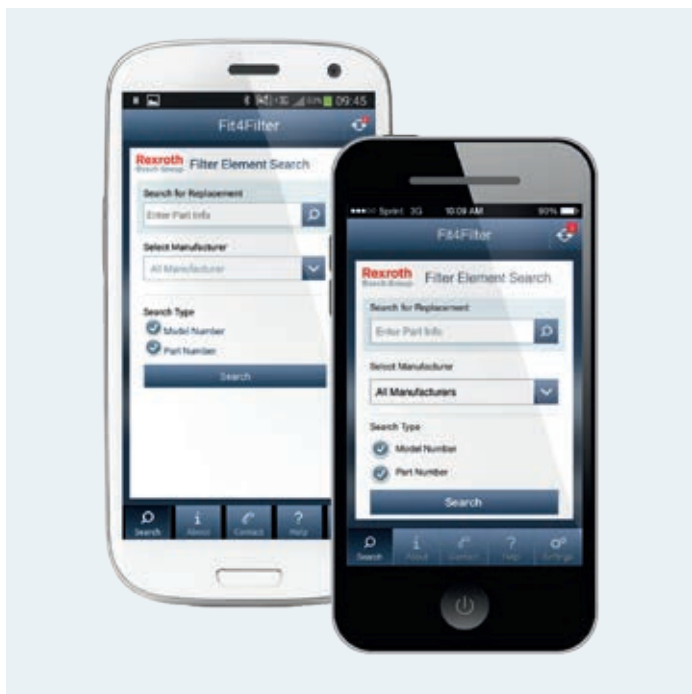 09:45
Fit4Filter
Rexroth
Bosch Group
Filter Element Search
Search for Replacement
Enter Part Info
Select Manufacturer
All Manufacturer
Search Type
Model Number
Part Number
Search
Search
About
Contact
Help
Sprint 3G 10:09 AM 90%
Fit4Filter
Rexroth
Bosch Group
Filter Element Search
Search for Replacement
Enter Part Info
Select Manufacturer
All Manufacturers
Search Type
Model Number
Part Number
Search
Search
About
Contact
Help
Settings